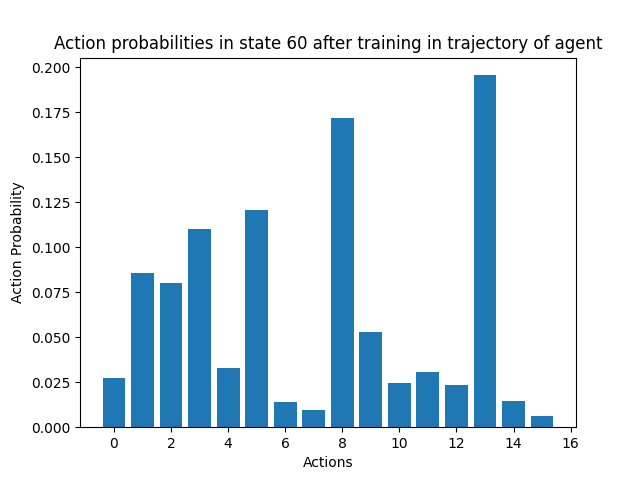 Action probabilities in state 60 after training in trajectory of agent
0.200
0.175
0.150
0.125
0.100
0.075
0.050
0.025
0.000
Action Probability
0 2 4 6 8 10 12 14 16
Actions